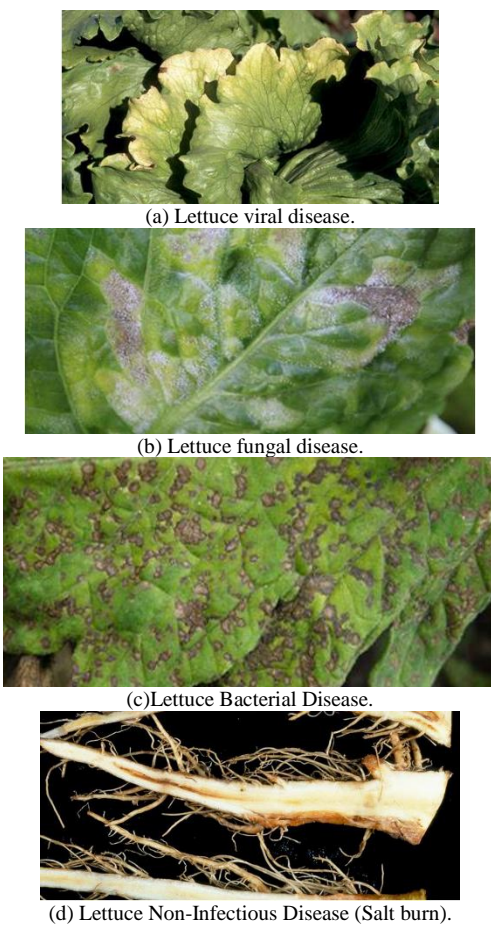 (a) Lettuce viral disease.
(b) Lettuce fungal disease.
(c)Lettuce Bacterial Disease.
(d) Lettuce Non-Infectious Disease (Salt burn).